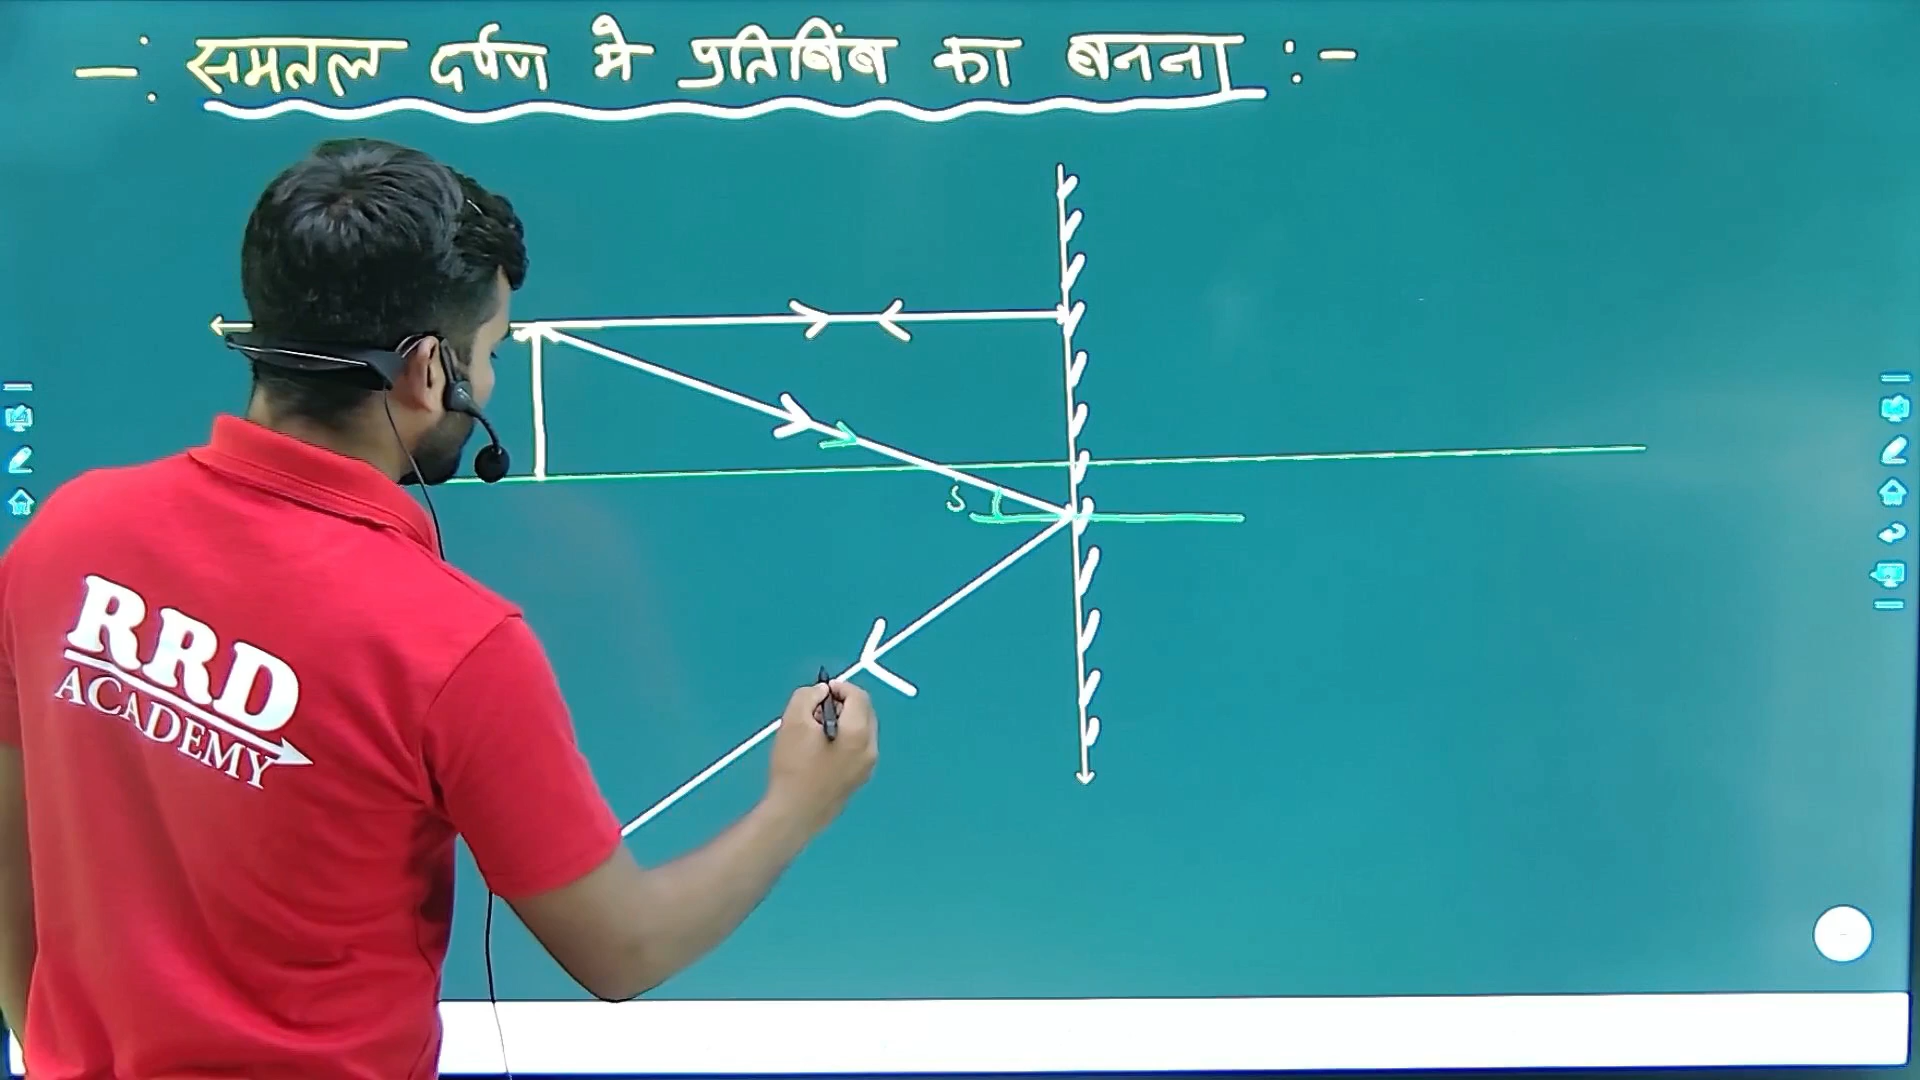 -: समतल दर्पण मे प्रतिबिंब का बनना :-
RRD
ACADEMY